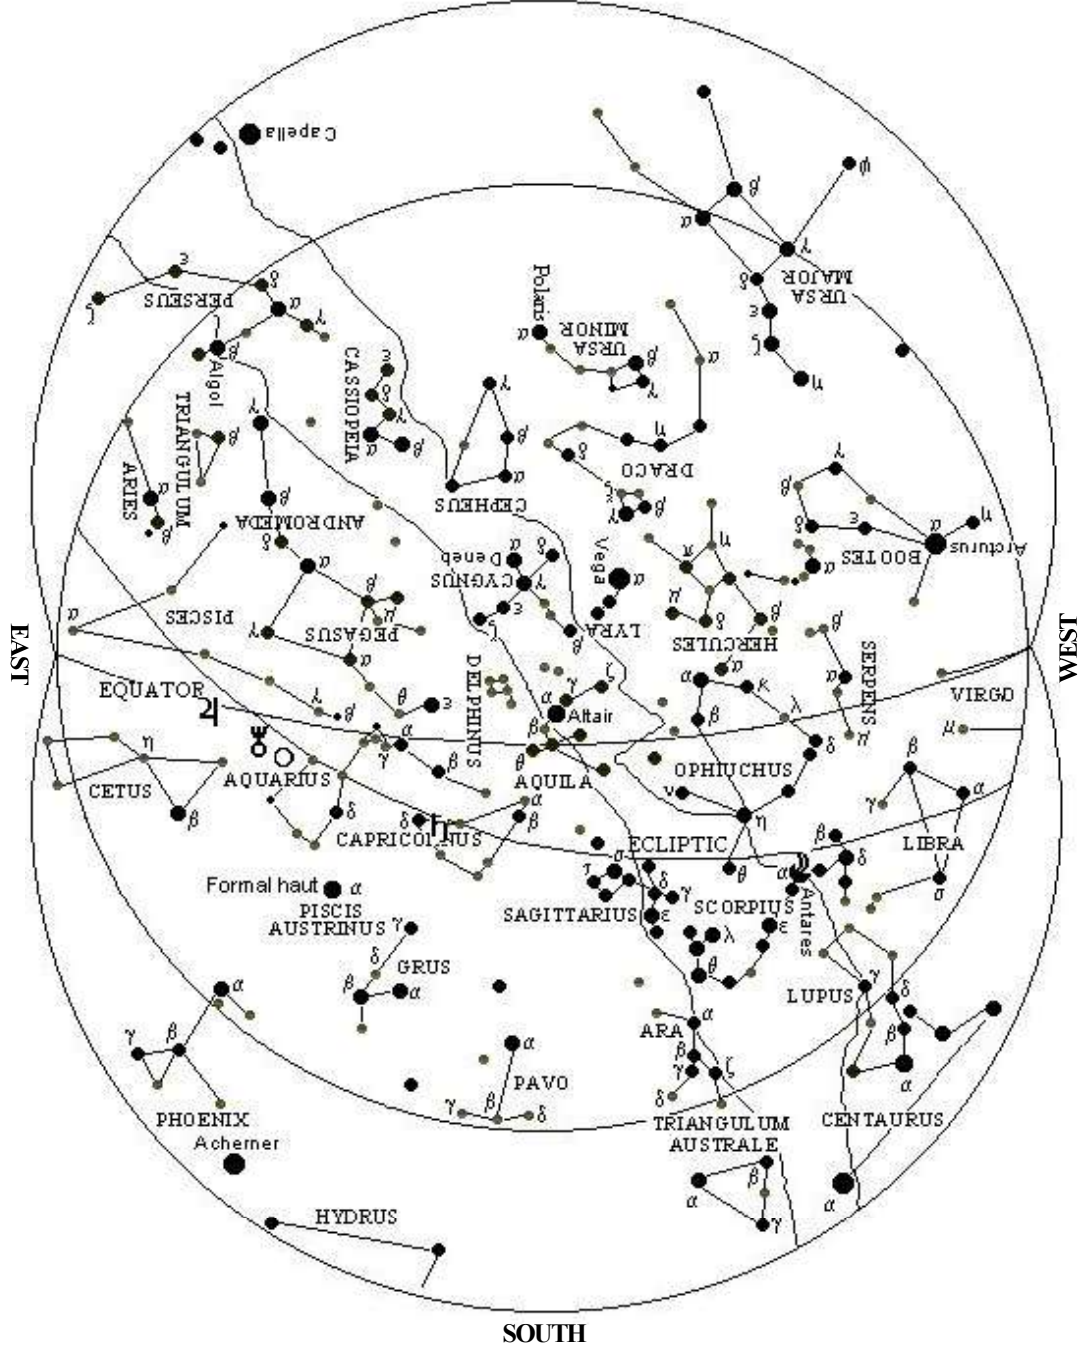 Capella
φ
β
α
γ
URSA
MAJOR
δ
ε
ζ
η
ε
δ
PERSEUS
ζ
α
γ
β
Algol
Polaris
α
URSA
MINOR
β
γ
α
CASSIOPEIA
ε
δ
γ
α
β
γ
β
α
CEPHEUS
TRIANGULUM
β
γ
η
DRACO
δ
ξ
β
γ
ARIES
α
β
β
ANDROMEDA
δ
γ
β
δ
ε
α
η
BOOTES
Arcturus
α
Deneb
α
δ
CYGNUS
γ
ε
ζ
β
Vega
α
LYRA
π
η
μ
δ
β
HERCULES
α
EAST
WEST
α
PISCES
γ
PEGASUS
β
μ
α
θ
ε
γ
β
DELPHINUS
ζ
γ
α
Attair
β
θ
AQUILA
α
α
κ
λ
β
δ
OPHIUCHUS
ν
η
θ
SERPENS
β
α
μ
VIRGO
μ
EQUATOR
♃
♅
AQUARIUS
α
γ
β
δ
CETUS
η
β
CAPRICORNUS
♄
α
β
ECLIPTIC
LIBRA
β
γ
α
σ
Formal haut
α
PISCIS
AUSTRINUS
γ
δ
GRUS
β
α
SAGITTARIUS
τ
σ
δ
γ
ε
SCORPIUS
α
Antares
β
δ
ε
λ
θ
LUPUS
γ
δ
β
α
CENTAURUS
α
ARA
α
β
γ
ζ
δ
PAVO
α
γ
β
δ
PHOENIX
α
γ
β
Acherner
TRIANGULUM
AUSTRALE
α
β
γ
HYDRUS
SOUTH